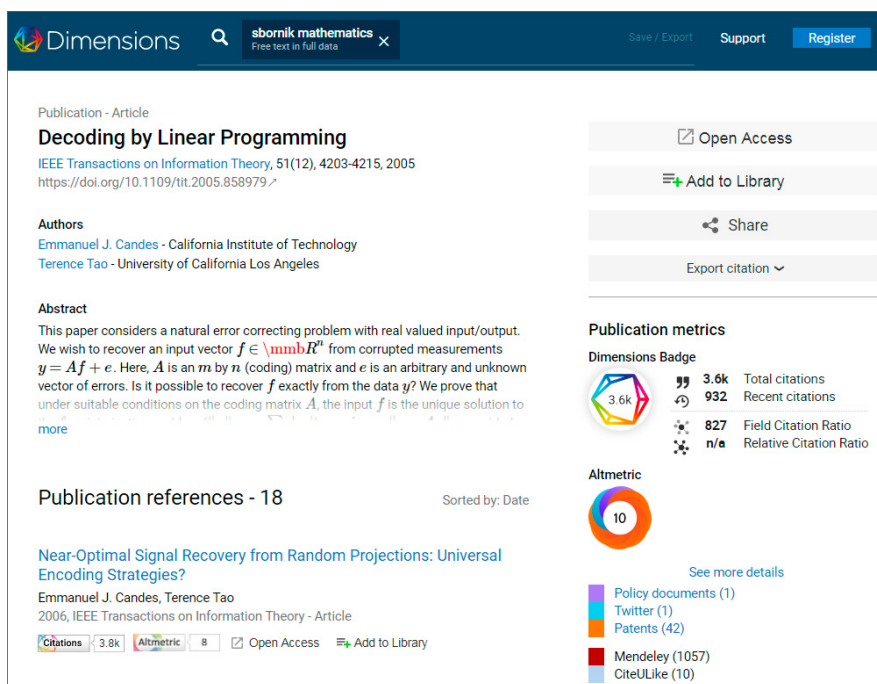 Dimensions
sbornik mathematics
Free text in full data
Save / Export
Support
Register
Publication - Article
Decoding by Linear Programming
IEEE Transactions on Information Theory, 51(12), 4203-4215, 2005
https://doi.org/10.1109/tit.2005.858979↗
Authors
Emmanuel J. Candes - California Institute of Technology
Terence Tao - University of California Los Angeles
Abstract
This paper considers a natural error correcting problem with real valued input/output.
We wish to recover an input vector f ∈ \mmbRⁿ from corrupted measurements
y = Af + e. Here, A is an m by n (coding) matrix and e is an arbitrary and unknown
vector of errors. Is it possible to recover f exactly from the data y? We prove that
under suitable conditions on the coding matrix A, the input f is the unique solution to
more
Publication references - 18
Sorted by: Date
Near-Optimal Signal Recovery from Random Projections: Universal
Encoding Strategies?
Emmanuel J. Candes, Terence Tao
2006, IEEE Transactions on Information Theory - Article
Citations 3.8k Altmetric 8 Open Access Add to Library
Open Access
Add to Library
Share
Export citation
Publication metrics
Dimensions Badge
3.6k
3.6k Total citations
932 Recent citations
827 Field Citation Ratio
n/a Relative Citation Ratio
Altmetric
10
See more details
Policy documents (1)
Twitter (1)
Patents (42)
Mendeley (1057)
CiteULike (10)